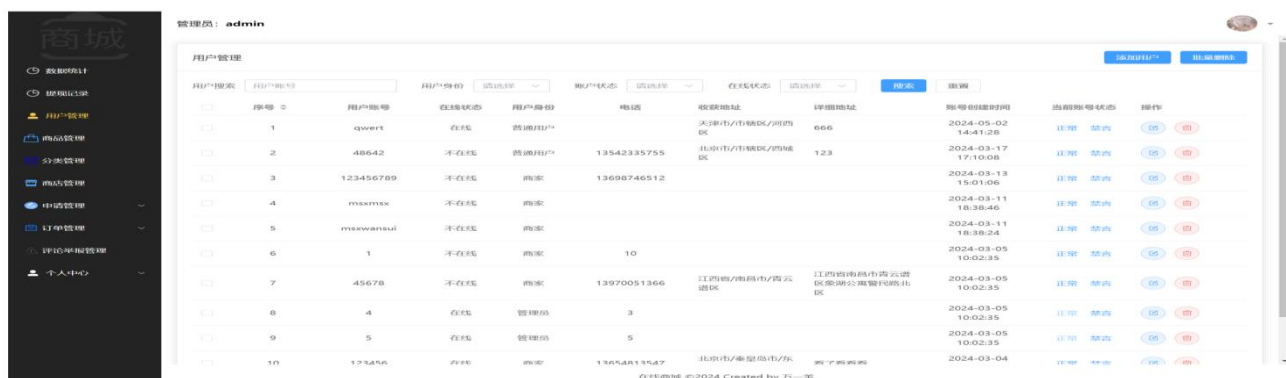 商城
管理员: admin
数据统计
提现记录
用户管理
商品管理
分类管理
商店管理
申请管理
订单管理
评论举报管理
个人中心
用户管理
添加用户 批量删除
用户搜索 用户账号 用户身份 请选择 账户状态 请选择 在线状态 请选择 搜索 重置
序号 用户账号 在线状态 用户身份 电话 收获地址 详细地址 账号创建时间 当前账号状态 操作
1 qwert 在线 普通用户 天津市/市辖区/河西区 666 2024-05-02 14:41:28 正常 禁言
2 48642 不在线 普通用户 13542335755 北京市/市辖区/西城区 123 2024-03-17 17:10:08 正常 禁言
3 123456789 不在线 商家 13698746512 2024-03-13 15:01:06 正常 禁言
4 msxmsx 不在线 商家 2024-03-11 18:38:46 正常 禁言
5 msxwansui 不在线 商家 2024-03-11 18:38:24 正常 禁言
6 1 不在线 商家 10 2024-03-05 10:02:35 正常 禁言
7 45678 不在线 商家 13970051366 江西省/南昌市/青云谱区 江西省南昌市青云谱区象湖公寓警民路北区 2024-03-05 10:02:35 正常 禁言
8 4 在线 管理员 3 2024-03-05 10:02:35 正常 禁言
9 5 在线 管理员 5 2024-03-05 10:02:35 正常 禁言
10 123456 在线 商家 13654813547 北京市/秦皇岛市/东 看了看看看 2024-03-04 正常 禁言
在线商城 ©2024 Created by